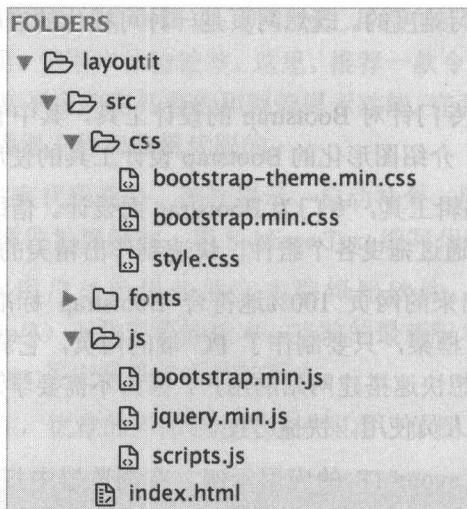 FOLDERS
layoutit
src
css
bootstrap-theme.min.css
bootstrap.min.css
style.css
fonts
js
bootstrap.min.js
jquery.min.js
scripts.js
index.html